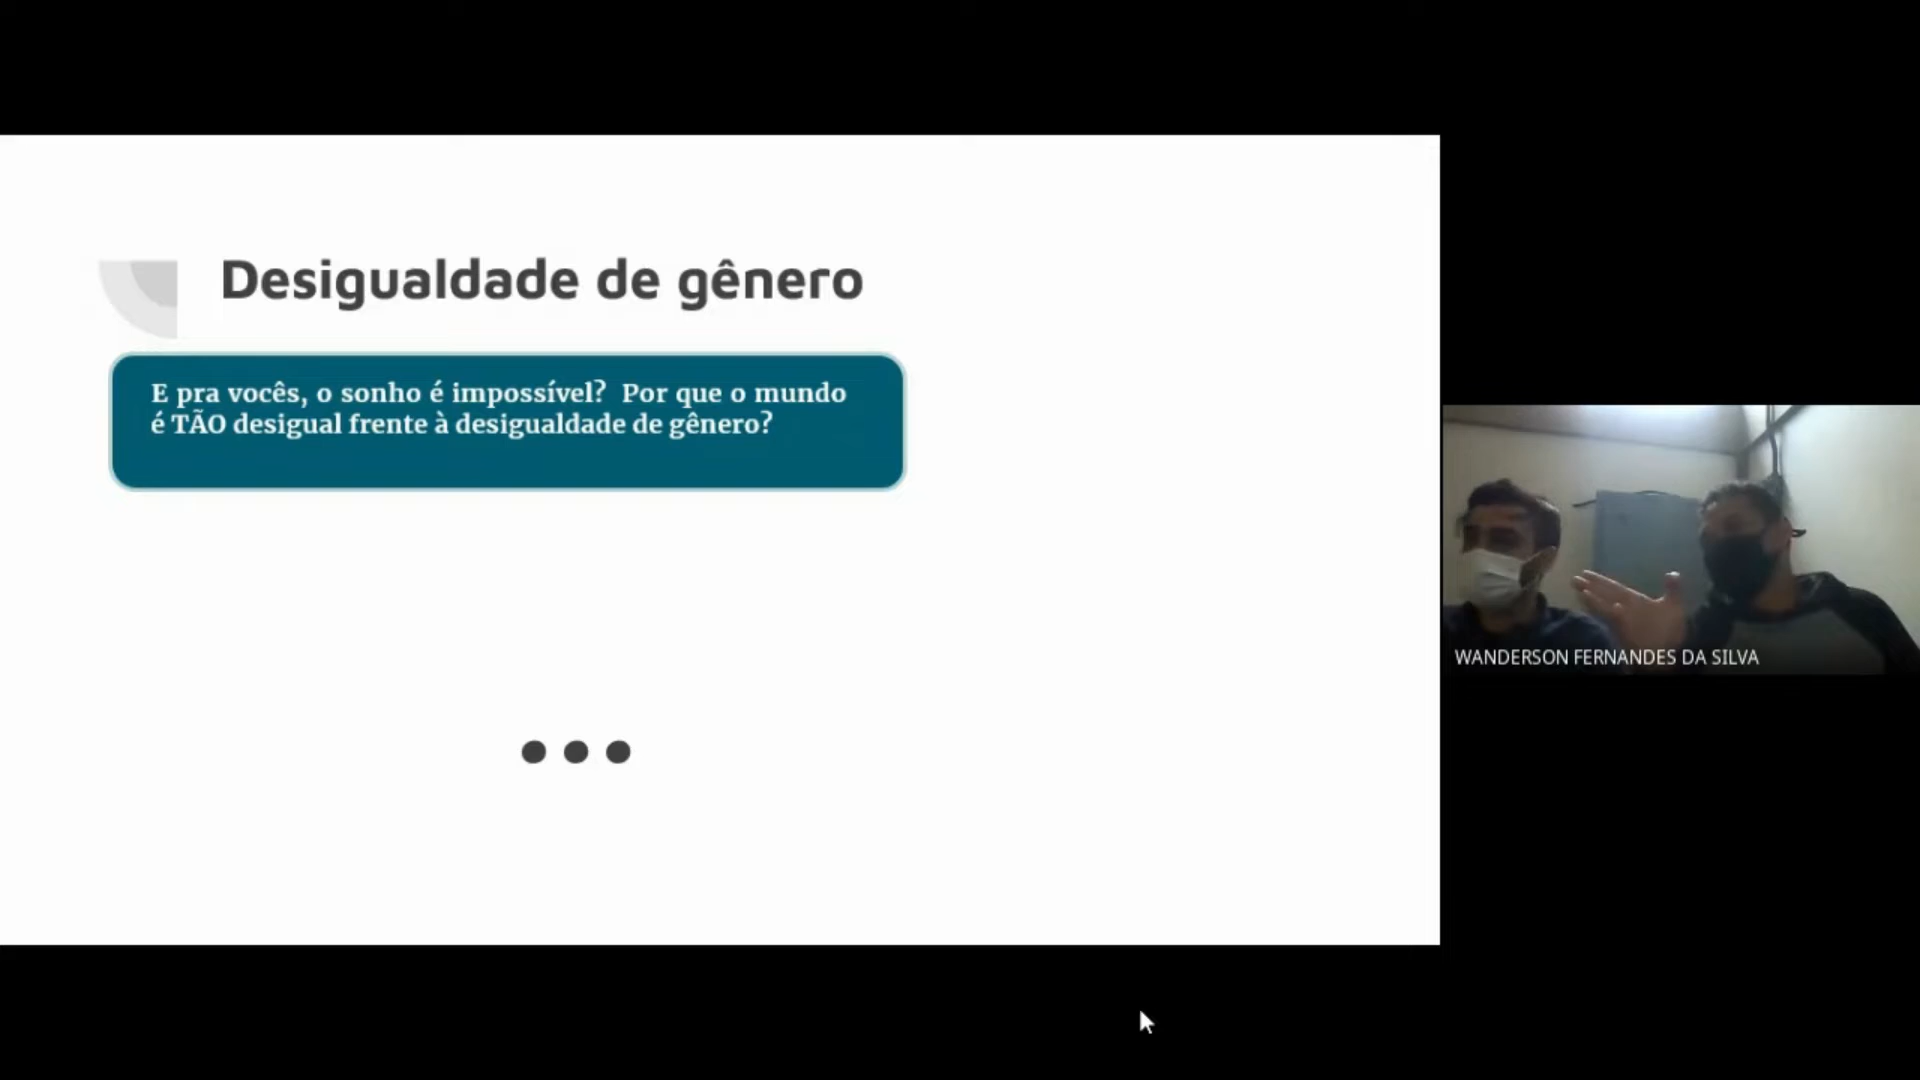 Desigualdade de gênero
E pra vocês, o sonho é impossível? Por que o mundo
é TÃO desigual frente à desigualdade de gênero?
WANDERSON FERNANDES DA SILVA